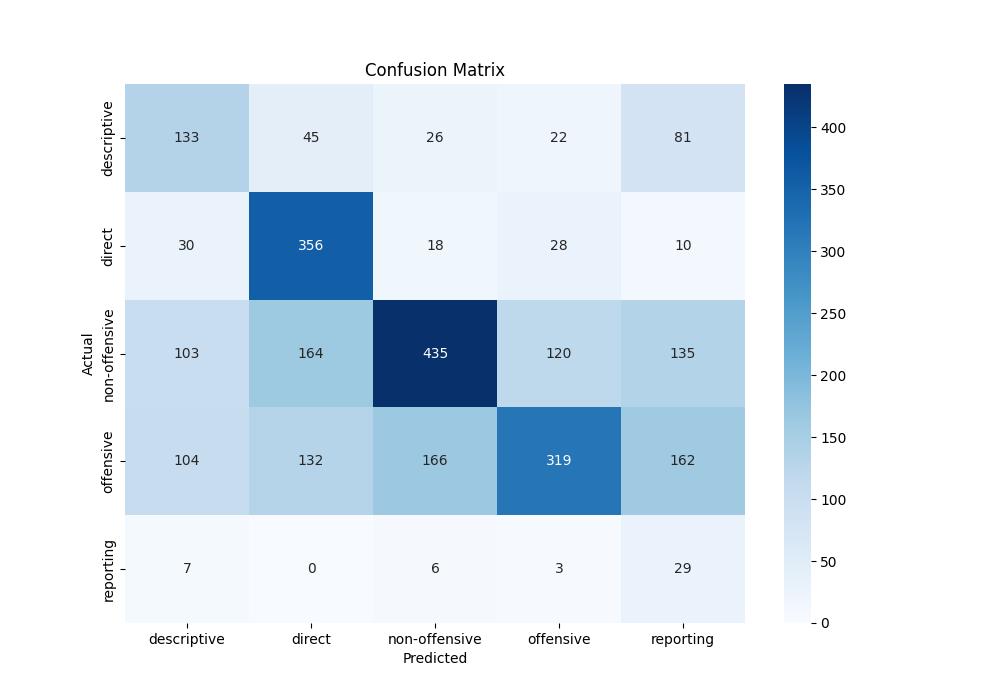 Confusion Matrix
Actual
descriptive 133 45 26 22 81
direct 30 356 18 28 10
non-offensive 103 164 435 120 135
offensive 104 132 166 319 162
reporting 7 0 6 3 29
descriptive direct non-offensive offensive reporting
Predicted
400
350
300
250
200
150
100
50
0